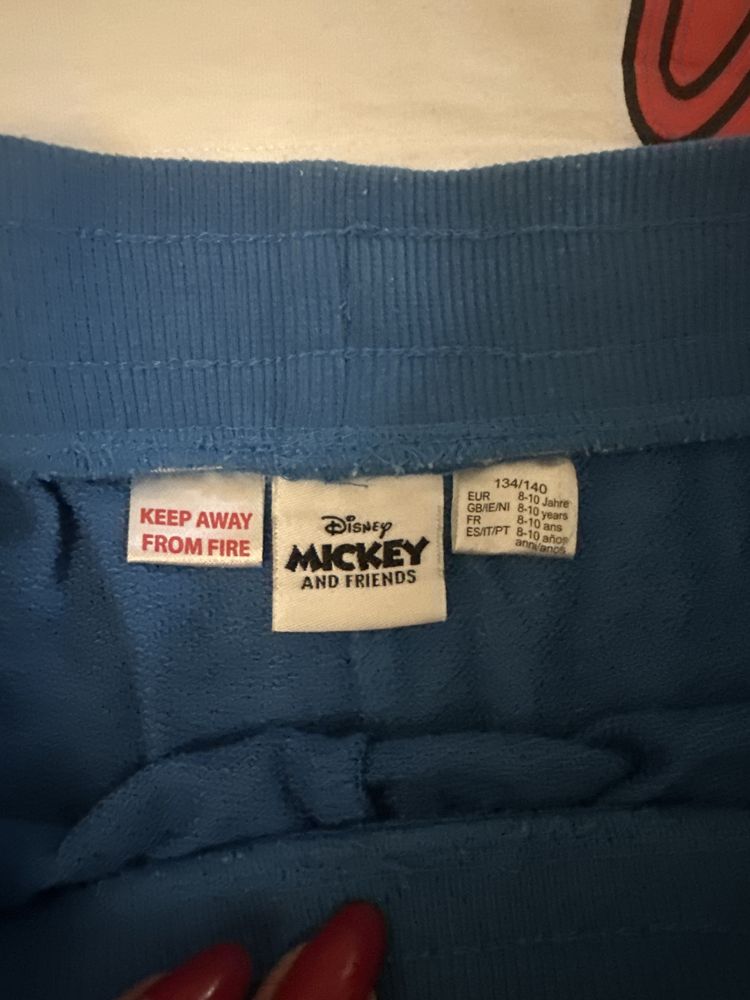 KEEP AWAY
FROM FIRE
Disney
MICKEY
AND FRIENDS
134/140
EUR 8-10 Jahre
GB/IE/NI 8-10 years
FR 8-10 ans
ES/IT/PT 8-10 años
anni/anos